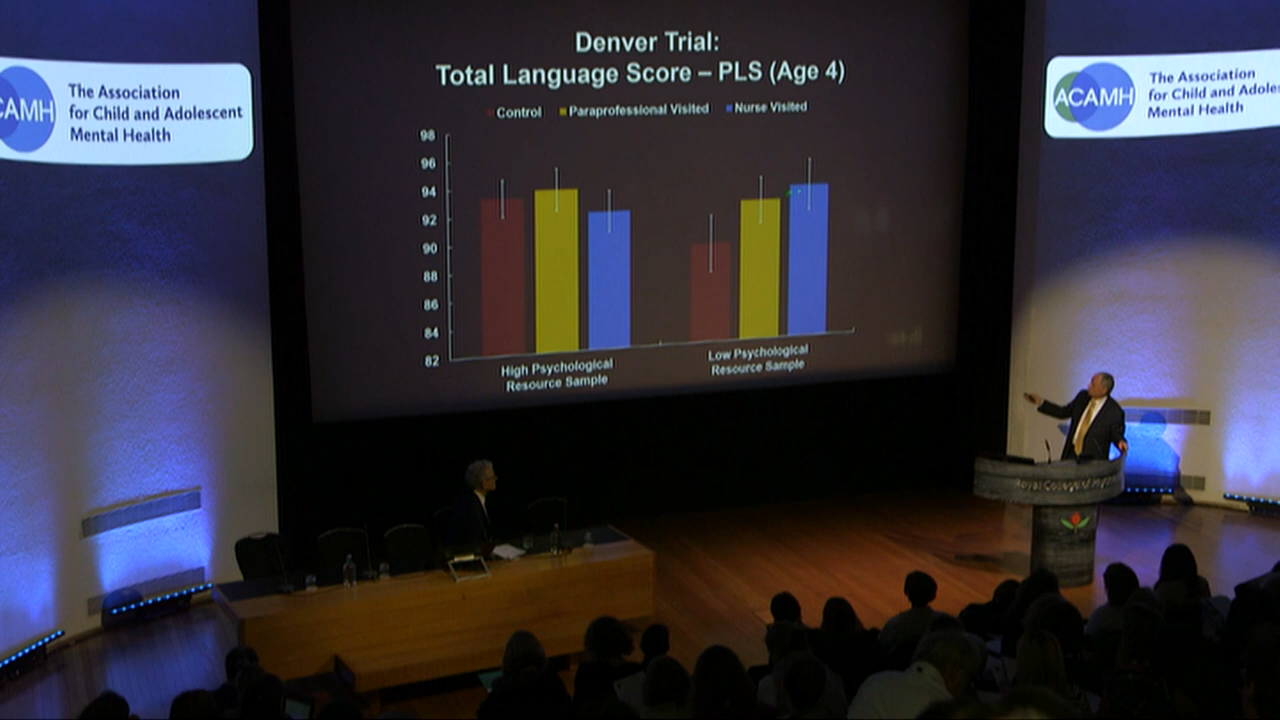 Denver Trial:
Total Language Score – PLS (Age 4)
Control Paraprofessional Visited Nurse Visited
98
96
94
92
90
88
86
84
82
High Psychological
Resource Sample
Low Psychological
Resource Sample
CAMH
The Association
for Child and Adolescent
Mental Health
ACAMH
The Association
for Child and Adoles
Mental Health
Royal College of